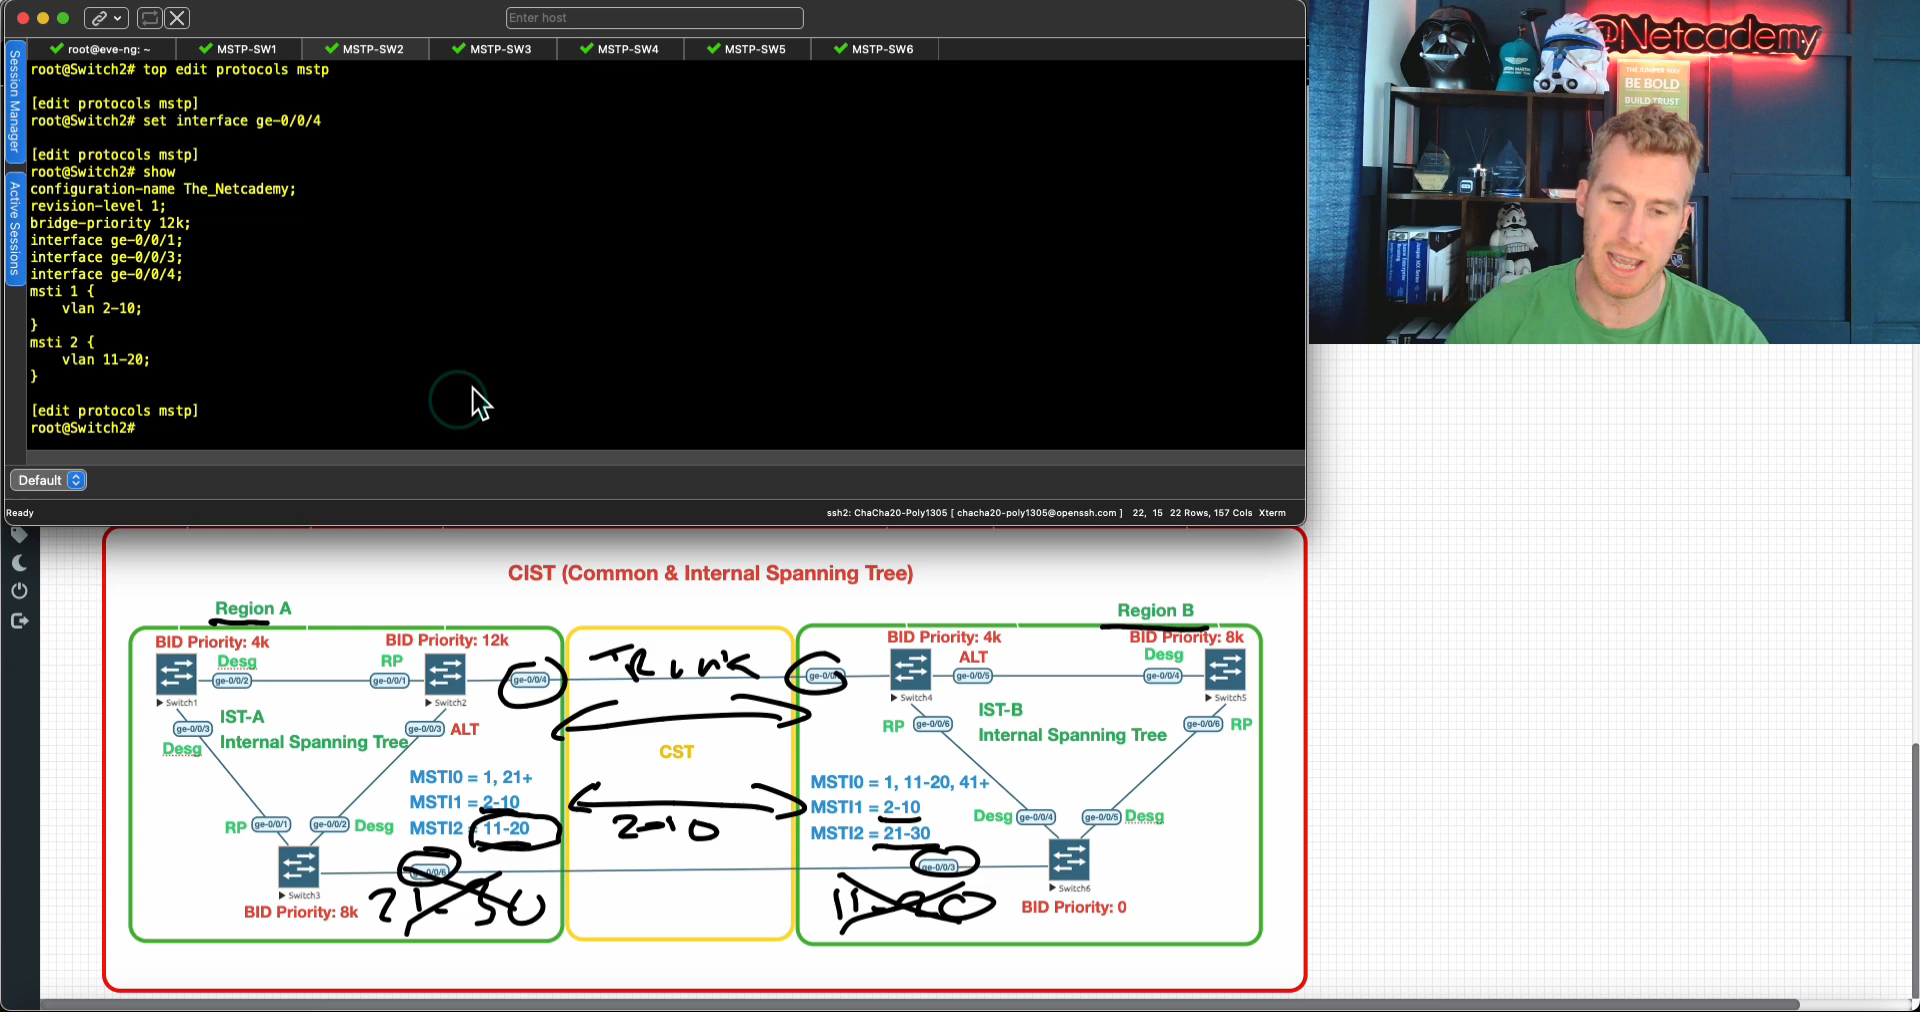 Enter host
root@eve-ng: ~
MSTP-SW1
MSTP-SW2
MSTP-SW3
MSTP-SW4
MSTP-SW5
MSTP-SW6
Session Manager
Active Sessions
root@Switch2# top edit protocols mstp
[edit protocols mstp]
root@Switch2# set interface ge-0/0/4
[edit protocols mstp]
root@Switch2# show
configuration-name The_Netcademy;
revision-level 1;
bridge-priority 12k;
interface ge-0/0/1;
interface ge-0/0/3;
interface ge-0/0/4;
msti 1 {
vlan 2-10;
}
msti 2 {
vlan 11-20;
}
[edit protocols mstp]
root@Switch2#
Default
Ready
ssh2: ChaCha20-Poly1305 [ chacha20-poly1305@openssh.com ] 22, 15 22 Rows, 157 Cols Xterm
@Netcademy
THE JUNIPER WAY
BE BOLD
BUILD TRUST
CIST (Common & Internal Spanning Tree)
Region A
BID Priority: 4k
BID Priority: 12k
Desg
RP
ge-0/0/2
ge-0/0/1
ge-0/0/4
Switch1
Switch2
IST-A
Internal Spanning Tree
ge-0/0/3
Desg
ge-0/0/3
ALT
MSTI0 = 1, 21+
MSTI1 = 2-10
MSTI2 = 11-20
RP
ge-0/0/1
ge-0/0/2
Desg
Switch3
BID Priority: 8k
21-30
TRunk
CST
2-10
Region B
BID Priority: 4k
BID Priority: 8k
ALT
Desg
ge-0/0/5
ge-0/0/4
Switch4
Switch5
RP
ge-0/0/6
IST-B
Internal Spanning Tree
ge-0/0/6
RP
MSTI0 = 1, 11-20, 41+
MSTI1 = 2-10
MSTI2 = 21-30
Desg
ge-0/0/4
ge-0/0/5
Desg
ge-0/0/3
Switch6
BID Priority: 0
11-20